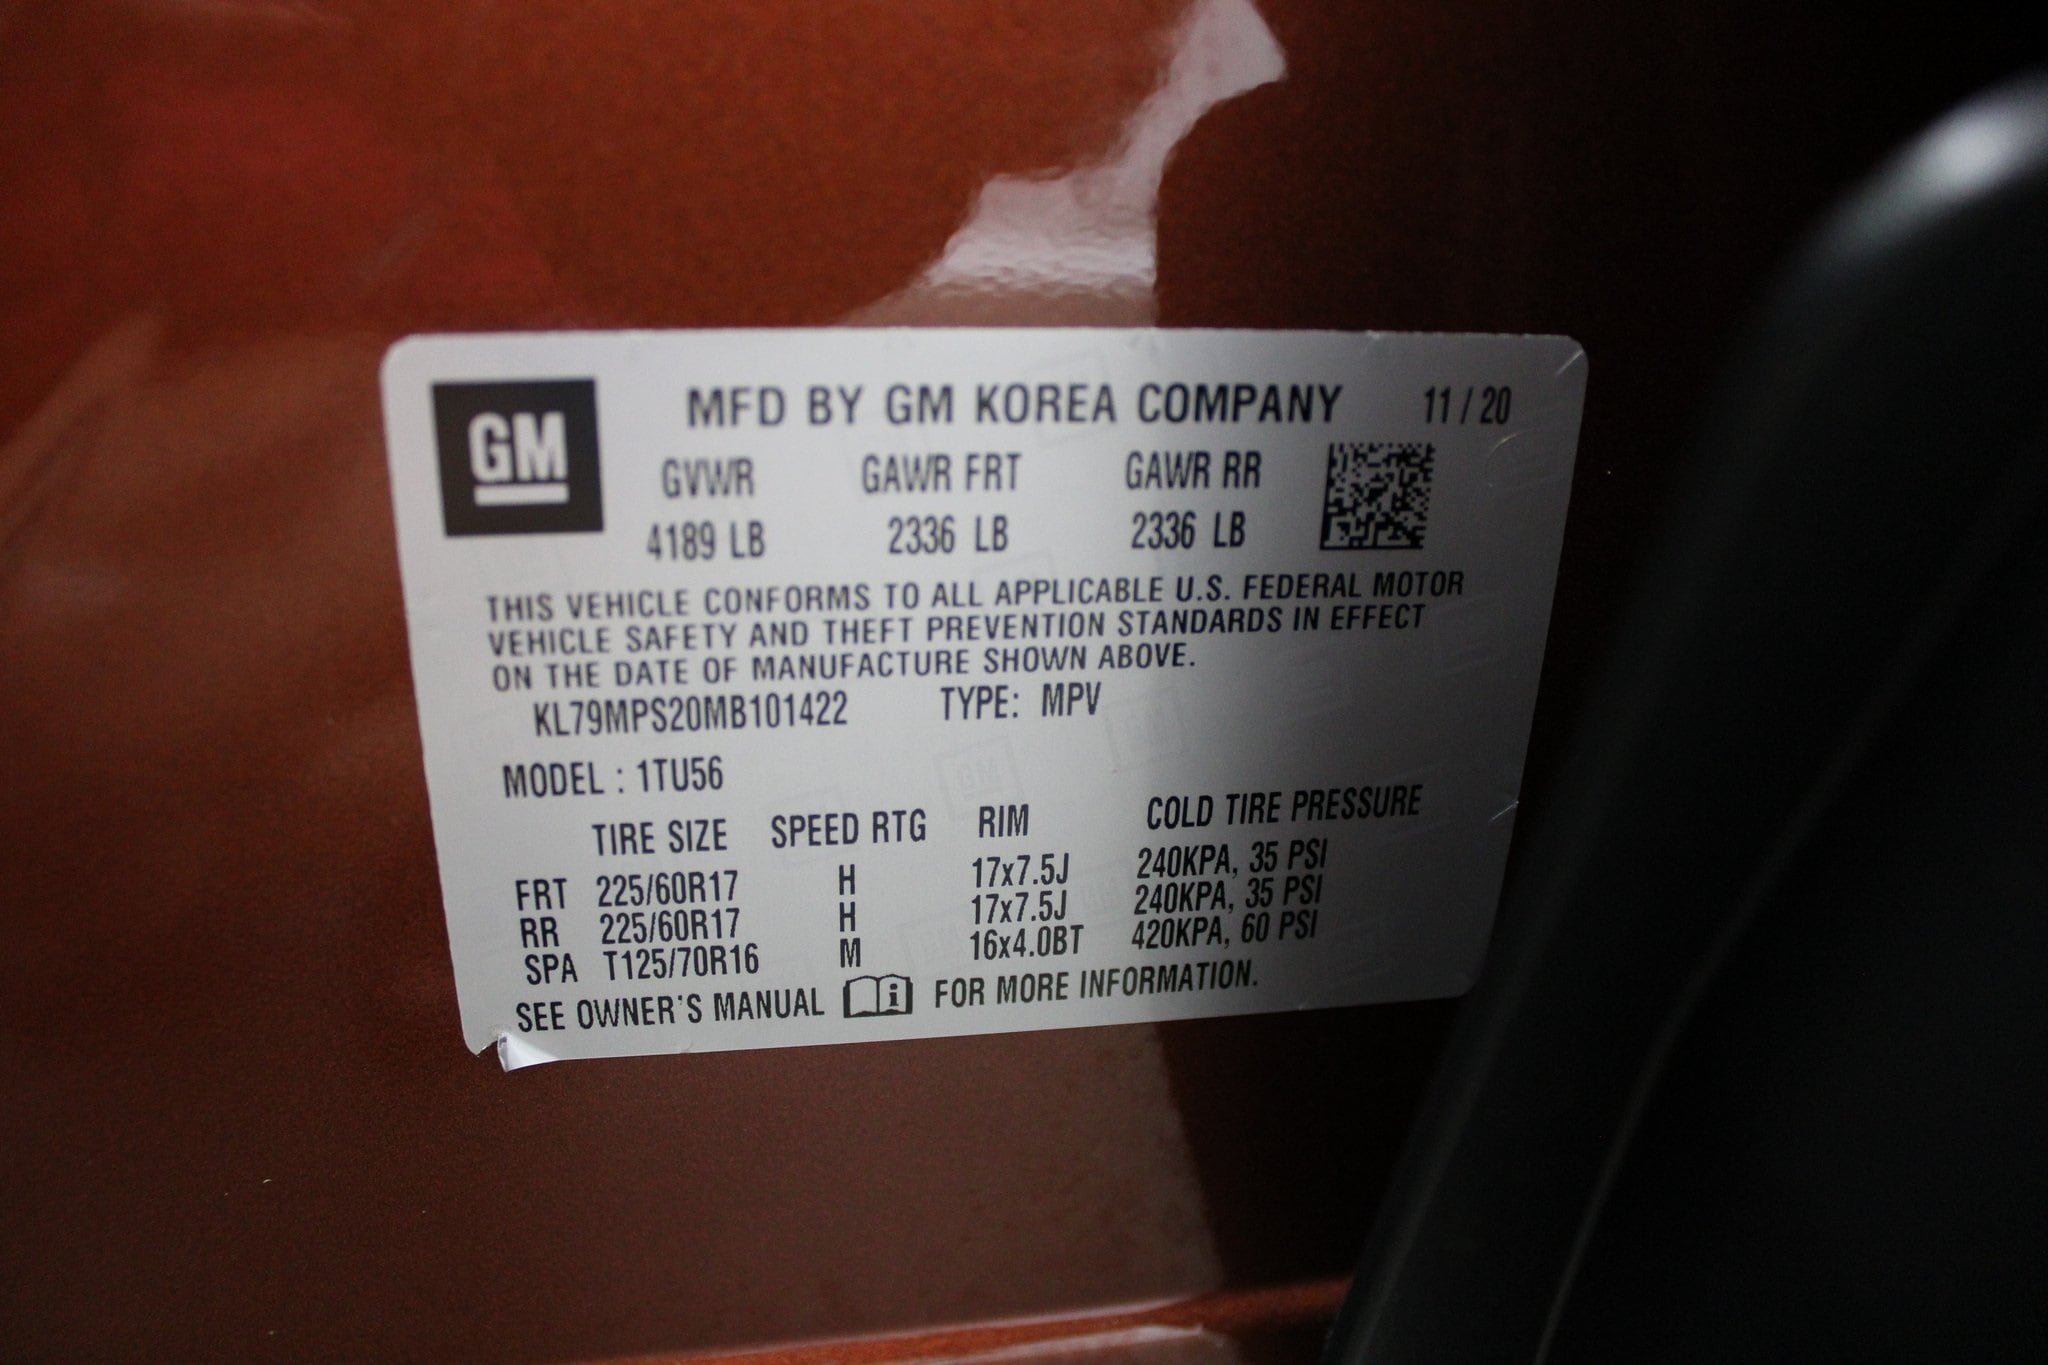 GM
MFD BY GM KOREA COMPANY 11 / 20
GVWR GAWR FRT GAWR RR
4189 LB 2336 LB 2336 LB
THIS VEHICLE CONFORMS TO ALL APPLICABLE U.S. FEDERAL MOTOR
VEHICLE SAFETY AND THEFT PREVENTION STANDARDS IN EFFECT
ON THE DATE OF MANUFACTURE SHOWN ABOVE.
KL79MPS20MB101422 TYPE: MPV
MODEL : 1TU56
TIRE SIZE SPEED RTG RIM COLD TIRE PRESSURE
FRT 225/60R17 H 17x7.5J 240KPA, 35 PSI
RR 225/60R17 H 17x7.5J 240KPA, 35 PSI
SPA T125/70R16 M 16x4.0BT 420KPA, 60 PSI
SEE OWNER'S MANUAL i FOR MORE INFORMATION.